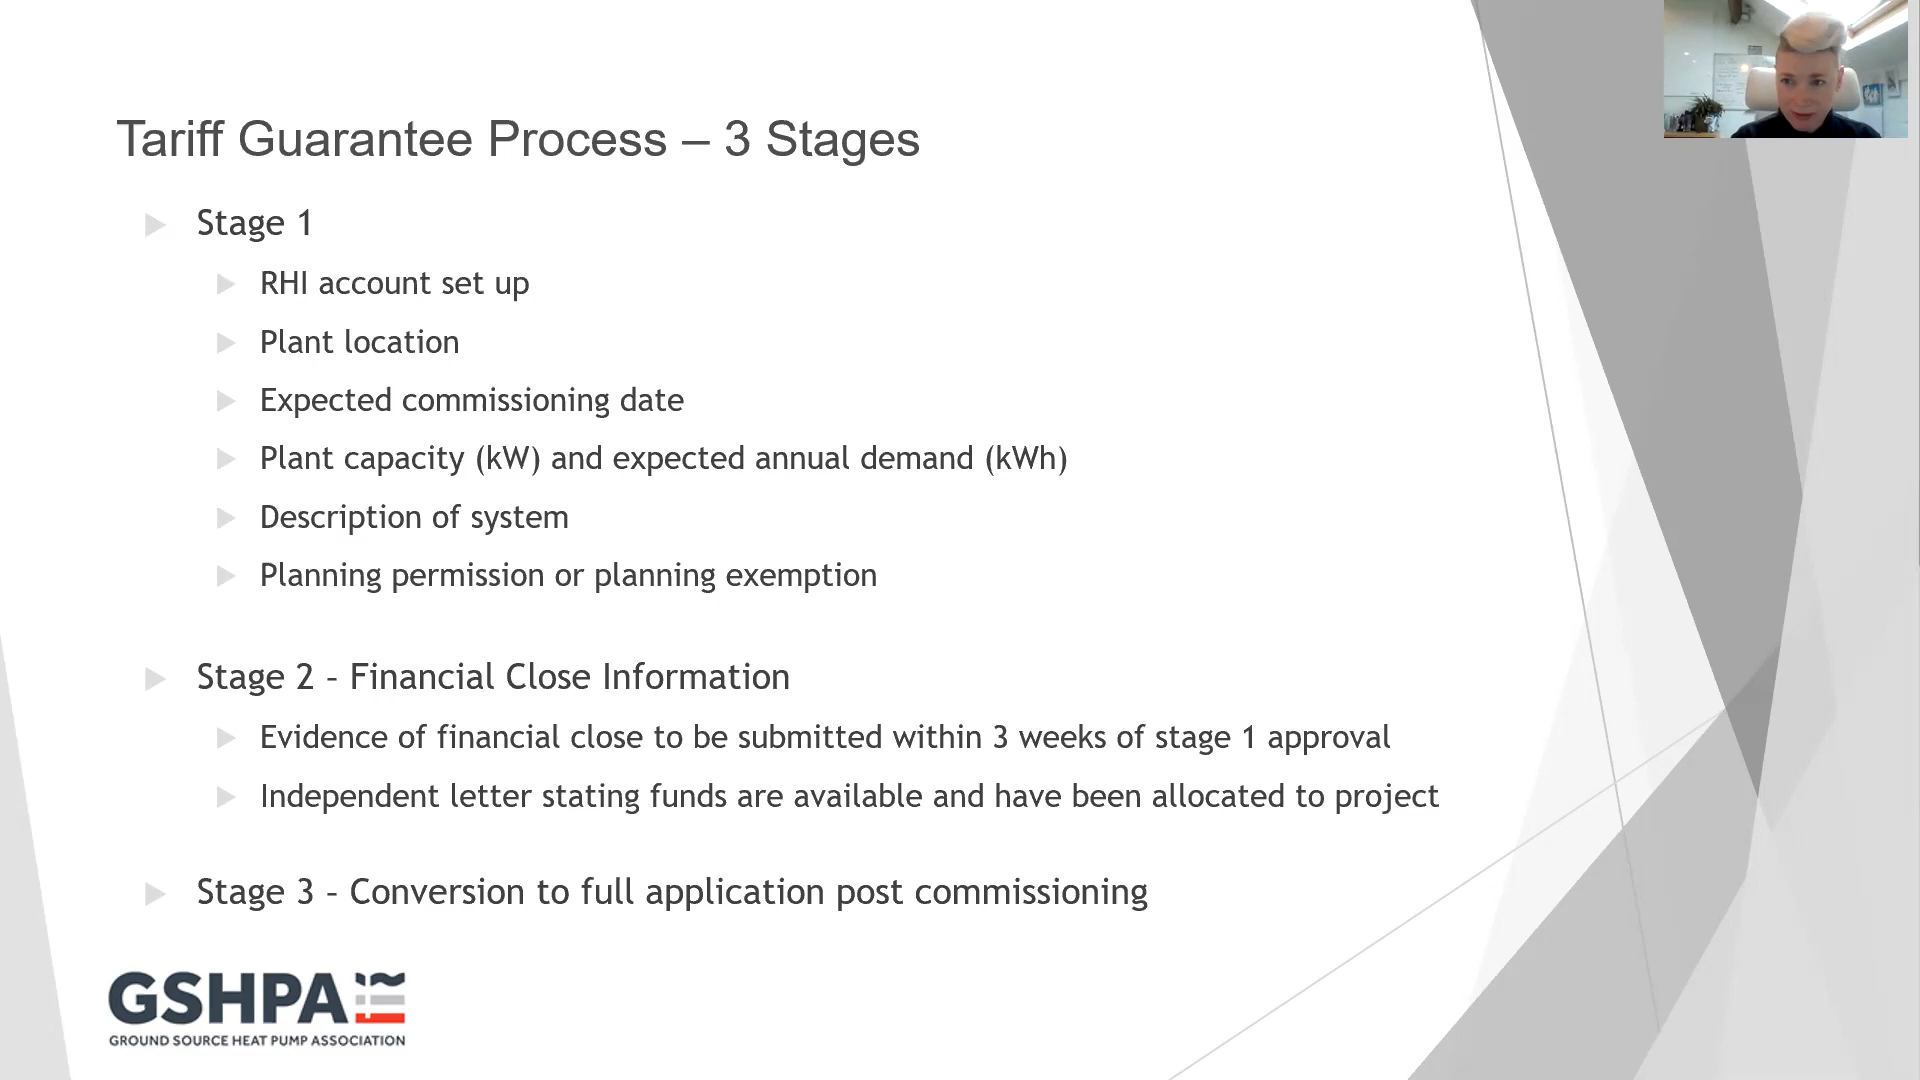 Tariff Guarantee Process – 3 Stages
Stage 1
RHI account set up
Plant location
Expected commissioning date
Plant capacity (kW) and expected annual demand (kWh)
Description of system
Planning permission or planning exemption
Stage 2 – Financial Close Information
Evidence of financial close to be submitted within 3 weeks of stage 1 approval
Independent letter stating funds are available and have been allocated to project
Stage 3 – Conversion to full application post commissioning
GSHPA
GROUND SOURCE HEAT PUMP ASSOCIATION